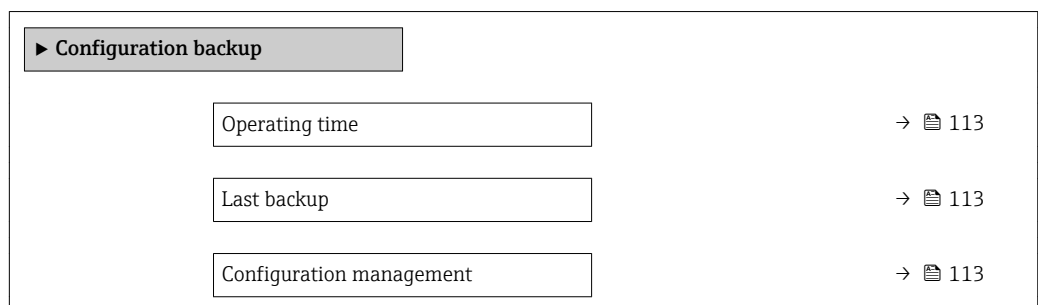 ▶ Configuration backup
Operating time → 113
Last backup → 113
Configuration management → 113